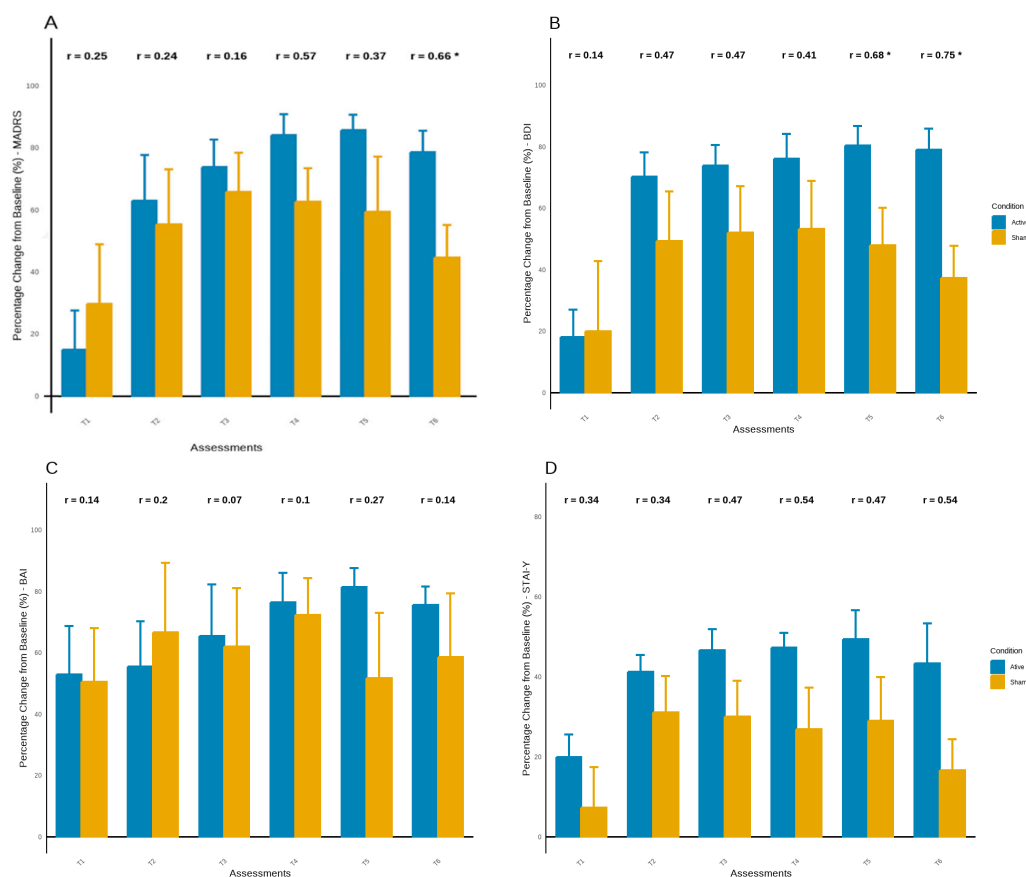 A
r = 0.25 r = 0.24 r = 0.16 r = 0.57 r = 0.37 r = 0.66 *
Percentage Change from Baseline (%) - MADRS
100
80
60
40
20
0
T1 T2 T3 T4 T5 T6
Assessments
B
r = 0.14 r = 0.47 r = 0.47 r = 0.41 r = 0.68 * r = 0.75 *
Percentage Change from Baseline (%) - BDI
100
80
60
40
20
0
T1 T2 T3 T4 T5 T6
Assessments
Condition
Activ
Sham
C
r = 0.14 r = 0.2 r = 0.07 r = 0.1 r = 0.27 r = 0.14
Percentage Change from Baseline (%) - BAI
100
80
60
40
20
0
T1 T2 T3 T4 T5 T6
Assessments
D
r = 0.34 r = 0.34 r = 0.47 r = 0.54 r = 0.47 r = 0.54
Percentage Change from Baseline (%) - STAI-Y
80
60
40
20
0
T1 T2 T3 T4 T5 T6
Assessments
Condition
Ative
Sham